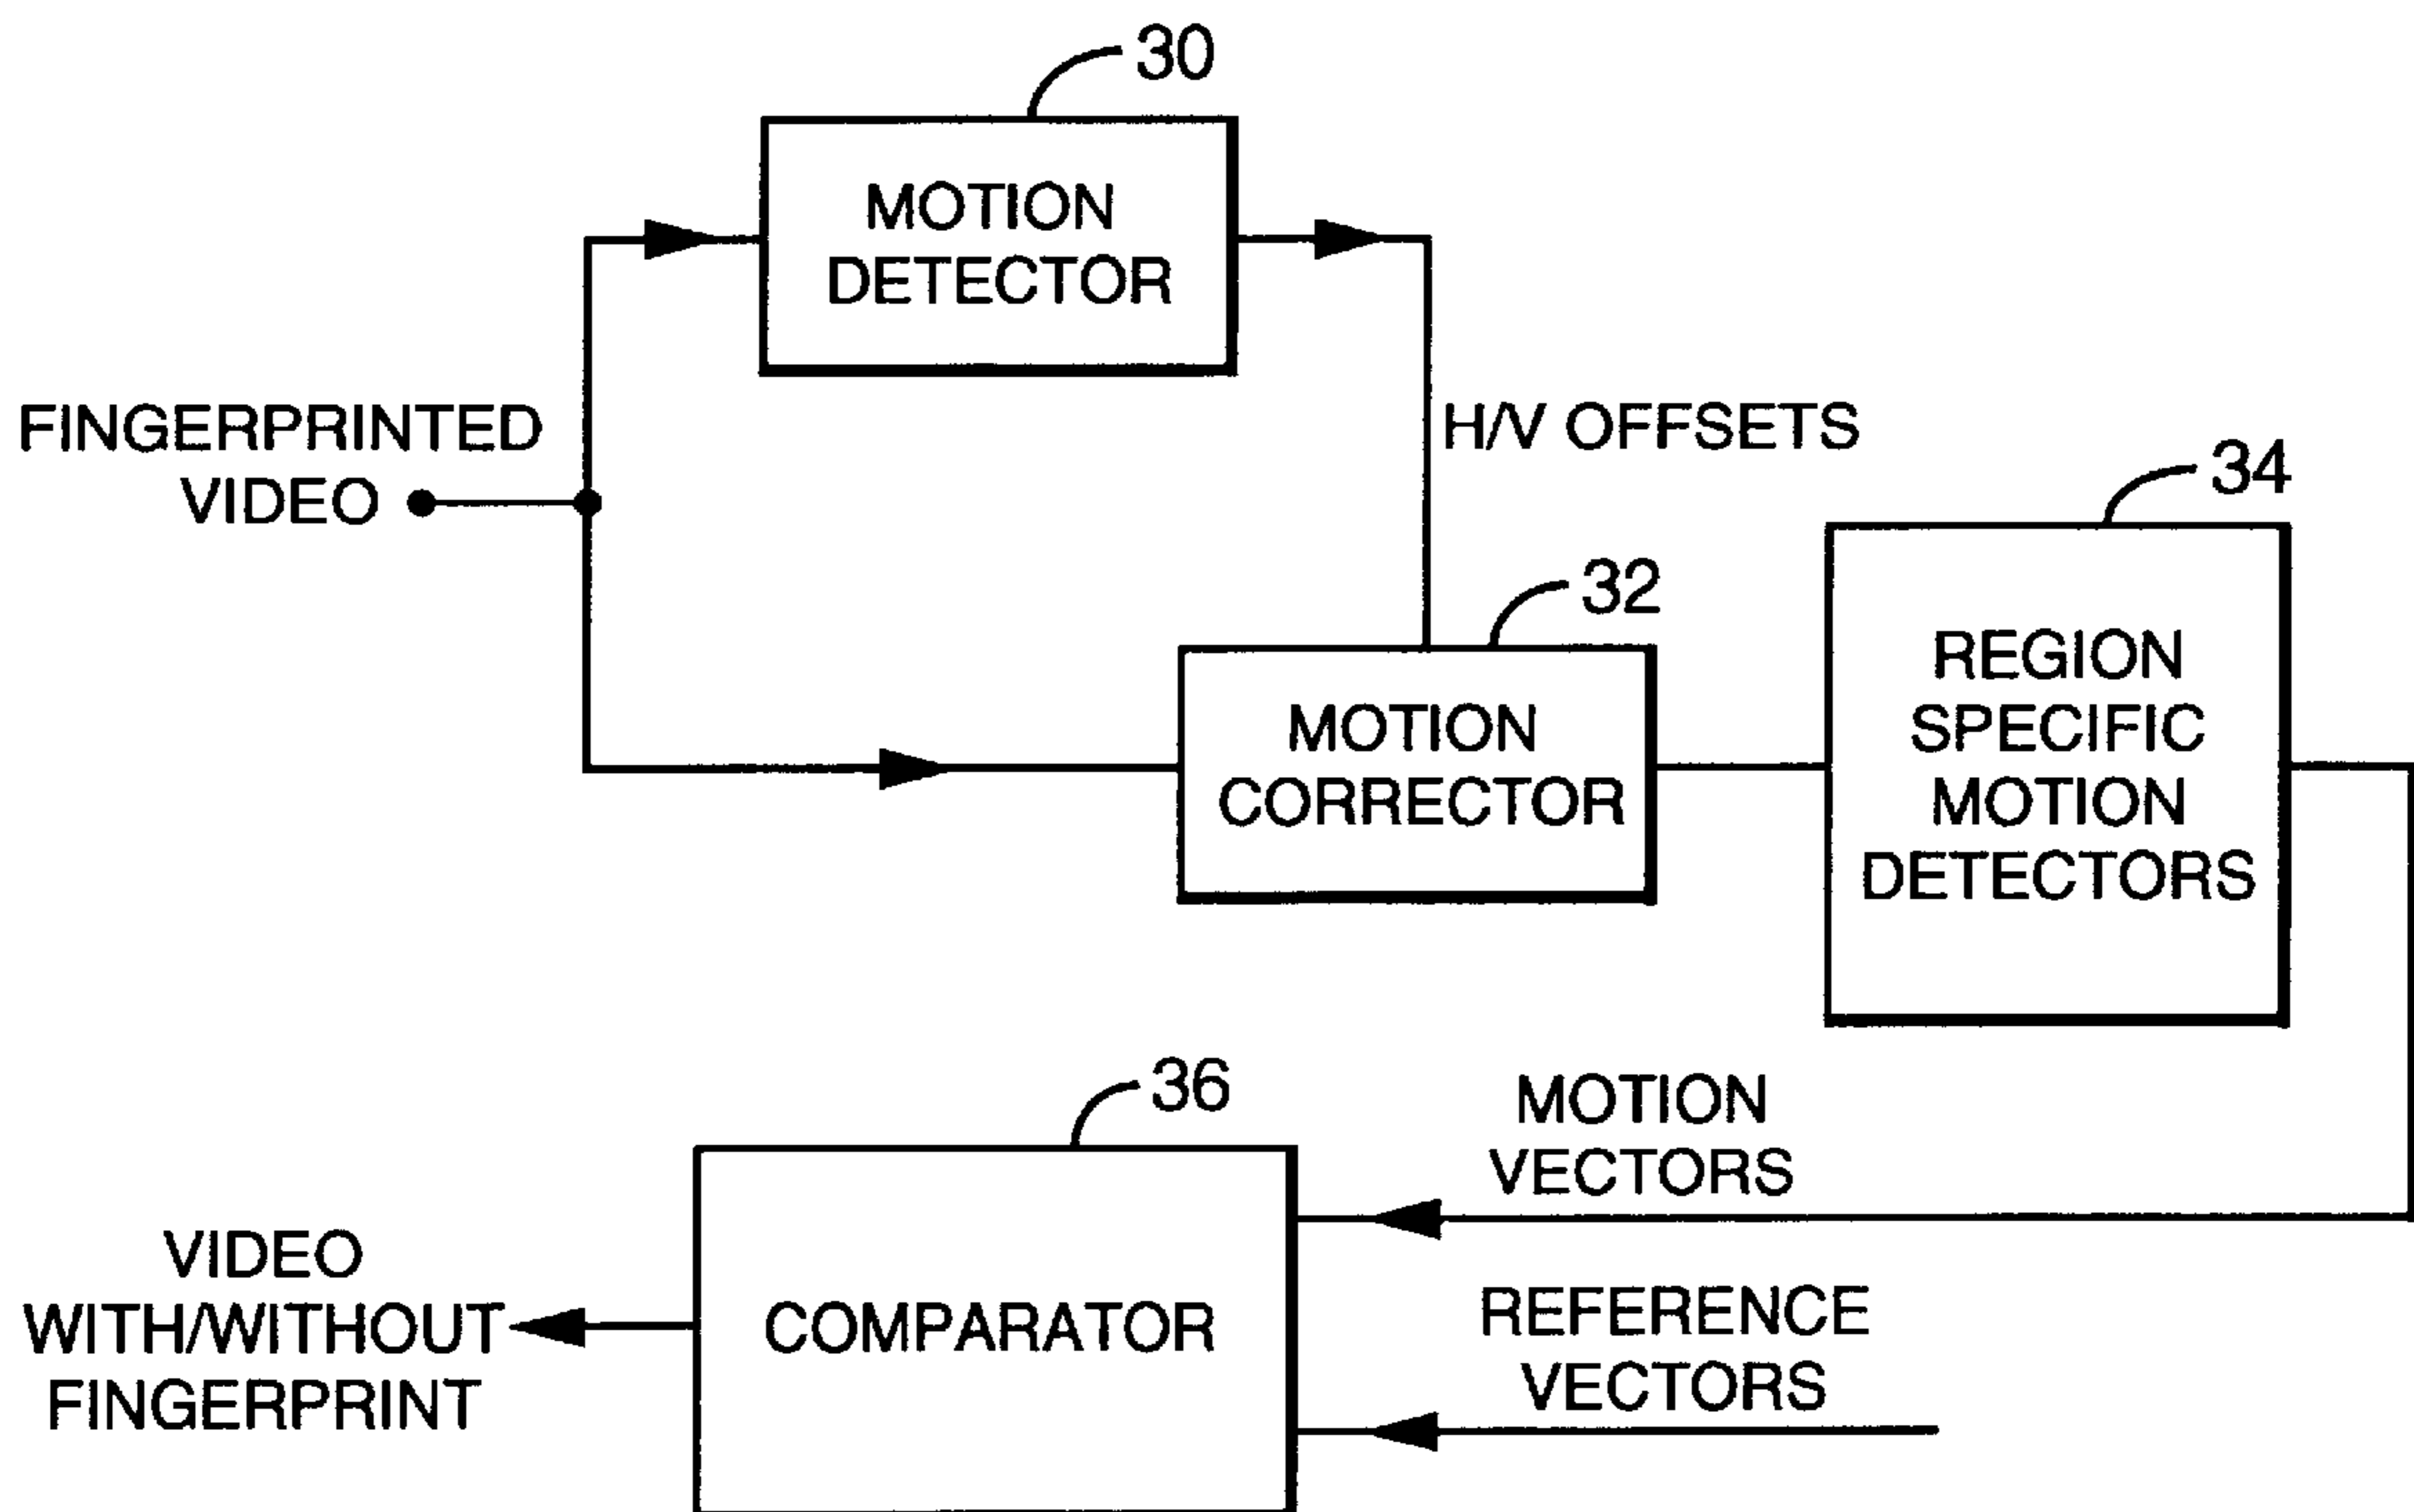 30
MOTION
DETECTOR
FINGERPRINTED
VIDEO
H/V OFFSETS
34
32
REGION
SPECIFIC
MOTION
DETECTORS
MOTION
CORRECTOR
36
MOTION
VECTORS
VIDEO
WITH/WITHOUT
FINGERPRINT
COMPARATOR
REFERENCE
VECTORS